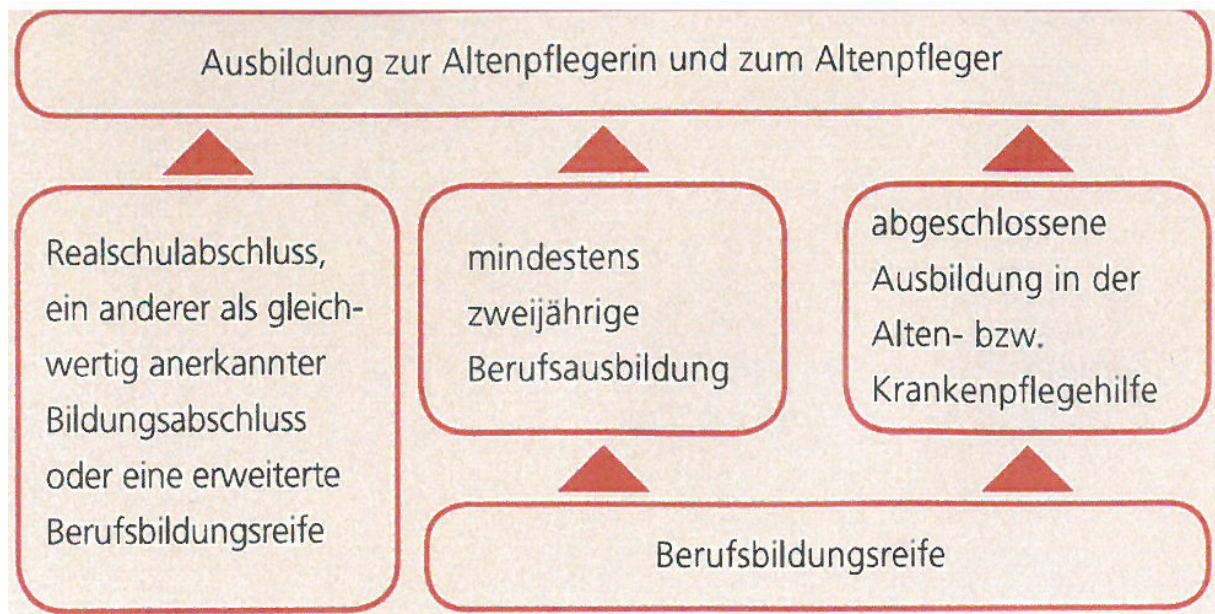 Ausbildung zur Altenpflegerin und zum Altenpfleger
Realschulabschluss,
ein anderer als gleich-
wertig anerkannter
Bildungsabschluss
oder eine erweiterte
Berufsbildungsreife
mindestens
zweijährige
Berufsausbildung
abgeschlossene
Ausbildung in der
Alten- bzw.
Krankenpflegehilfe
Berufsbildungsreife